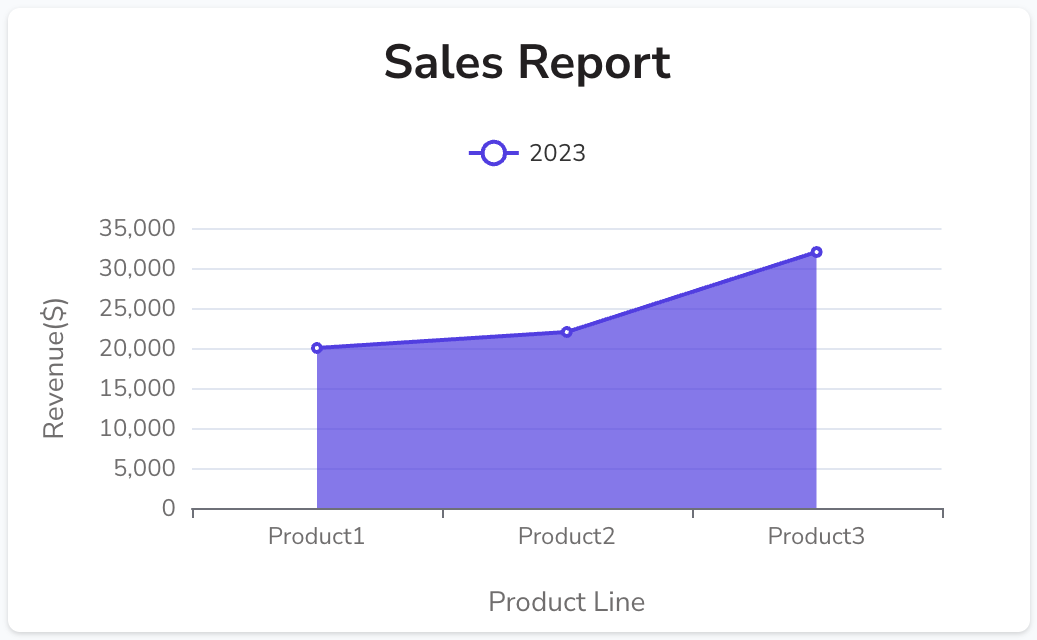 Sales Report
2023
35,000
30,000
25,000
20,000
15,000
10,000
5,000
0
Revenue($)
Product1 Product2 Product3
Product Line